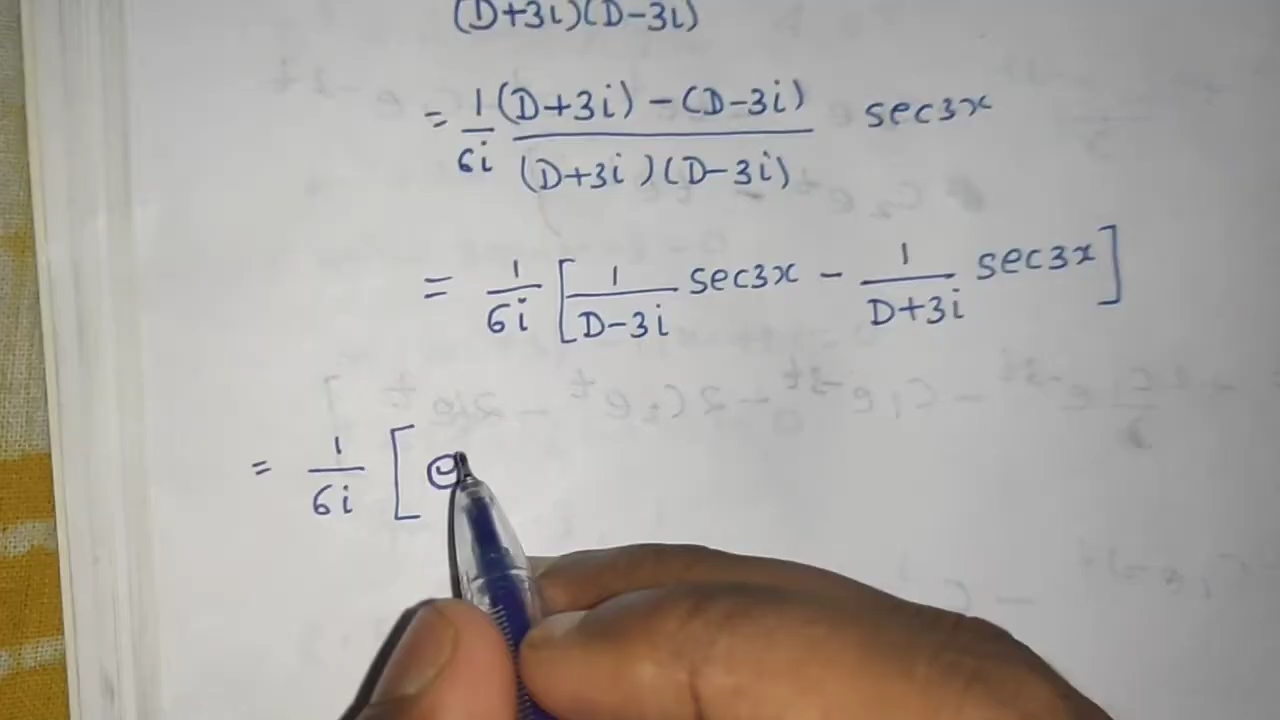 (D+3i)(D-3i)
= 1/6i (D+3i) - (D-3i) / (D+3i)(D-3i) sec3x
= 1/6i [ 1/D-3i sec3x - 1/D+3i sec3x ]
= 1/6i [ e